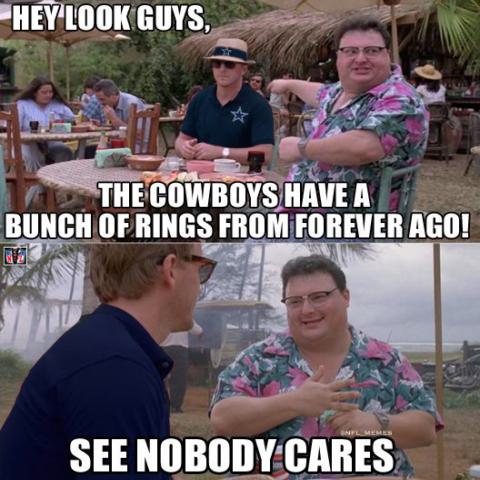 HEY LOOK GUYS,
THE COWBOYS HAVE A
BUNCH OF RINGS FROM FOREVER AGO!
@NFL_MEMES
SEE NOBODY CARES